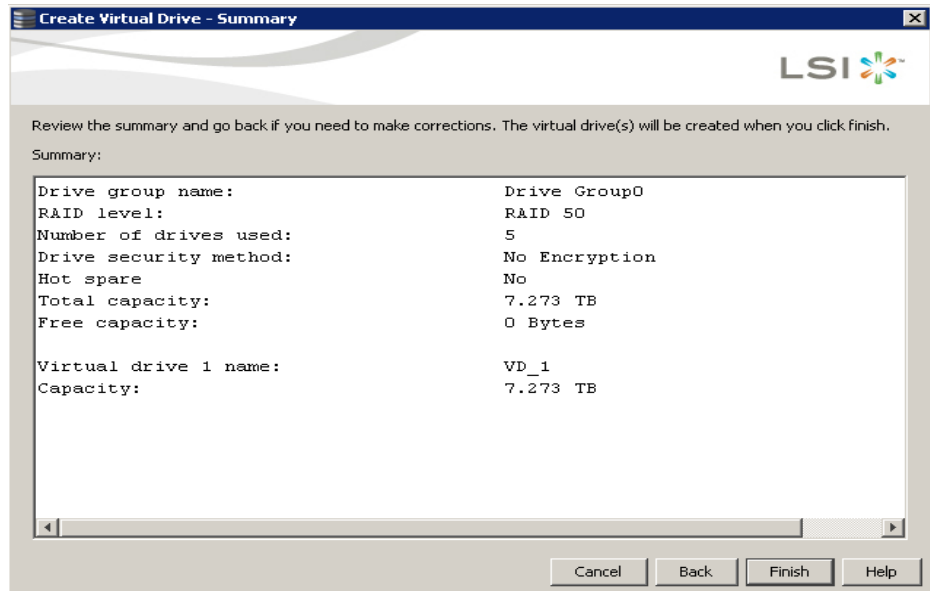 Create Virtual Drive - Summary
LSI
Review the summary and go back if you need to make corrections. The virtual drive(s) will be created when you click finish.
Summary:
Drive group name: Drive Group0
RAID level: RAID 50
Number of drives used: 5
Drive security method: No Encryption
Hot spare No
Total capacity: 7.273 TB
Free capacity: 0 Bytes
Virtual drive 1 name: VD_1
Capacity: 7.273 TB
Cancel Back Finish Help